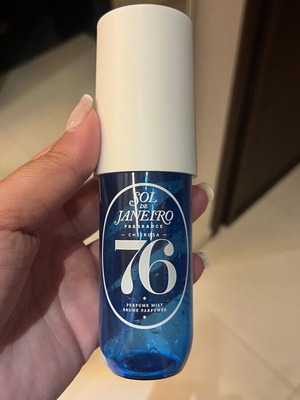 SOL
DE
JANEIRO
FRAGRANCE
CHEIROSA
76
PERFUME MIST
BRUME PARFUMÉE